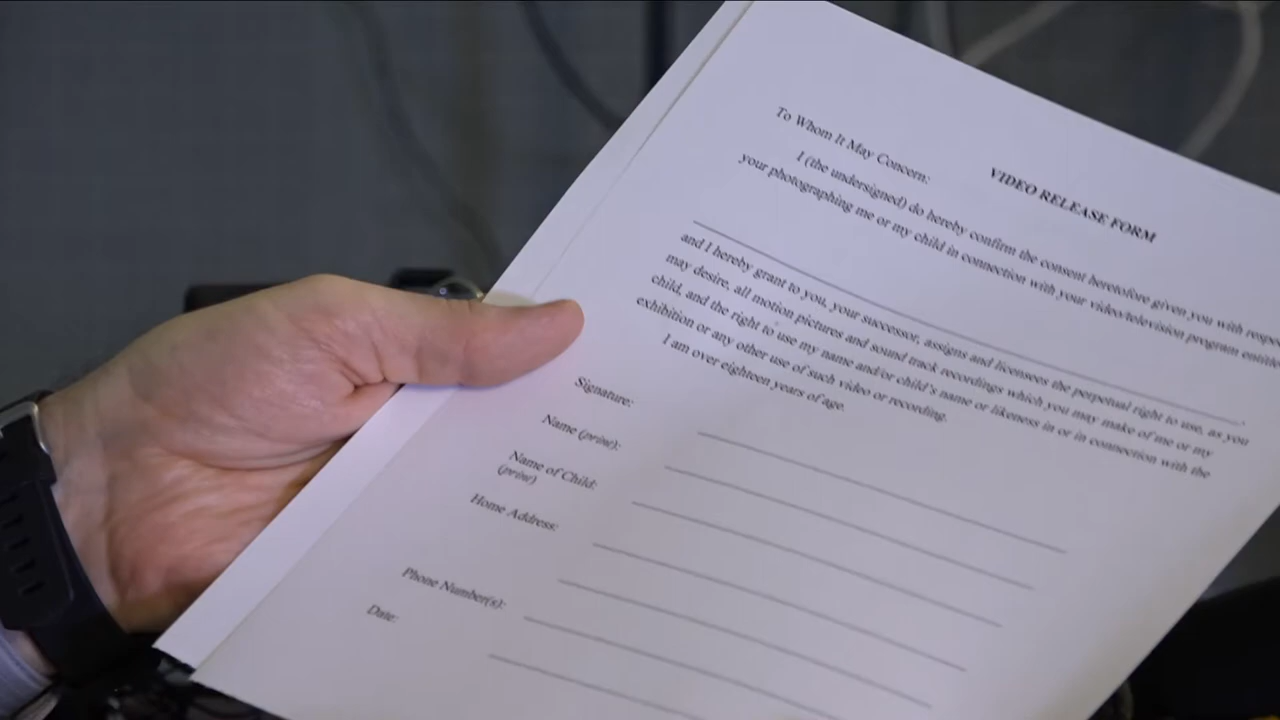 VIDEO RELEASE FORM
To Whom It May Concern:
I (the undersigned) do hereby confirm the consent heretofore given you with
your photographing me or my child in connection with your video/television program
and I hereby grant to you, your successor, assigns and licensees the perpetual right to use, as you
may desire, all motion pictures and sound track recordings which you may make of me or my
child, and the right to use my name and/or child's name or likeness in or in connection with the
exhibition or any other use of such video or recording.
I am over eighteen years of age.
Signature:
Name (print):
Name of Child:
(print)
Home Address:
Phone Number(s):
Date: